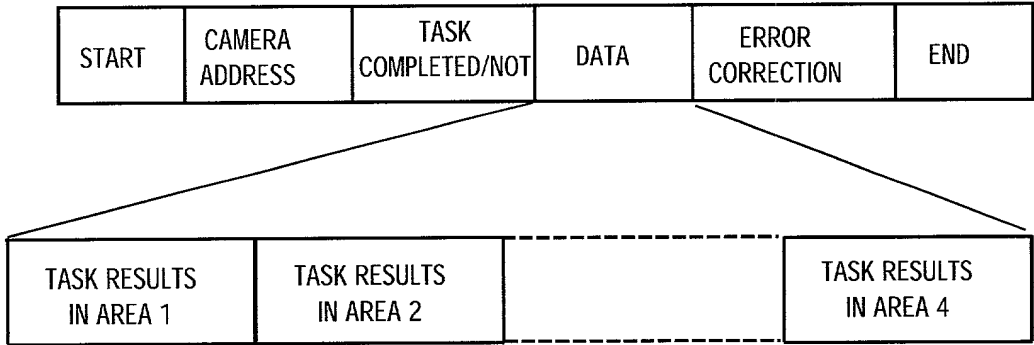 START
CAMERA
ADDRESS
TASK
COMPLETED/NOT
DATA
ERROR
CORRECTION
END
TASK RESULTS
IN AREA 1
TASK RESULTS
IN AREA 2
TASK RESULTS
IN AREA 4